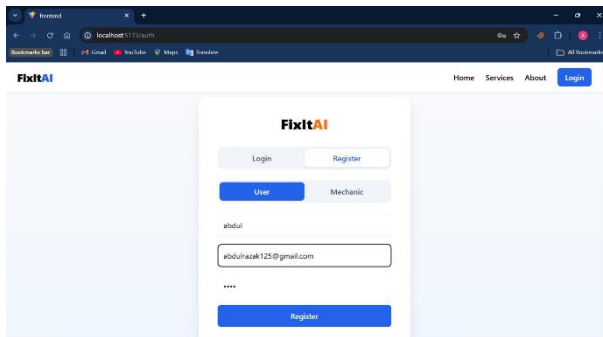 frontend
localhost:5173/auth
Bookmarks bar Gmail YouTube Maps Translate All Bookmarks
FixItAI Home Services About Login
FixItAI
Login Register
User Mechanic
abdul
abdulrazak125@gmail.com
••••
Register